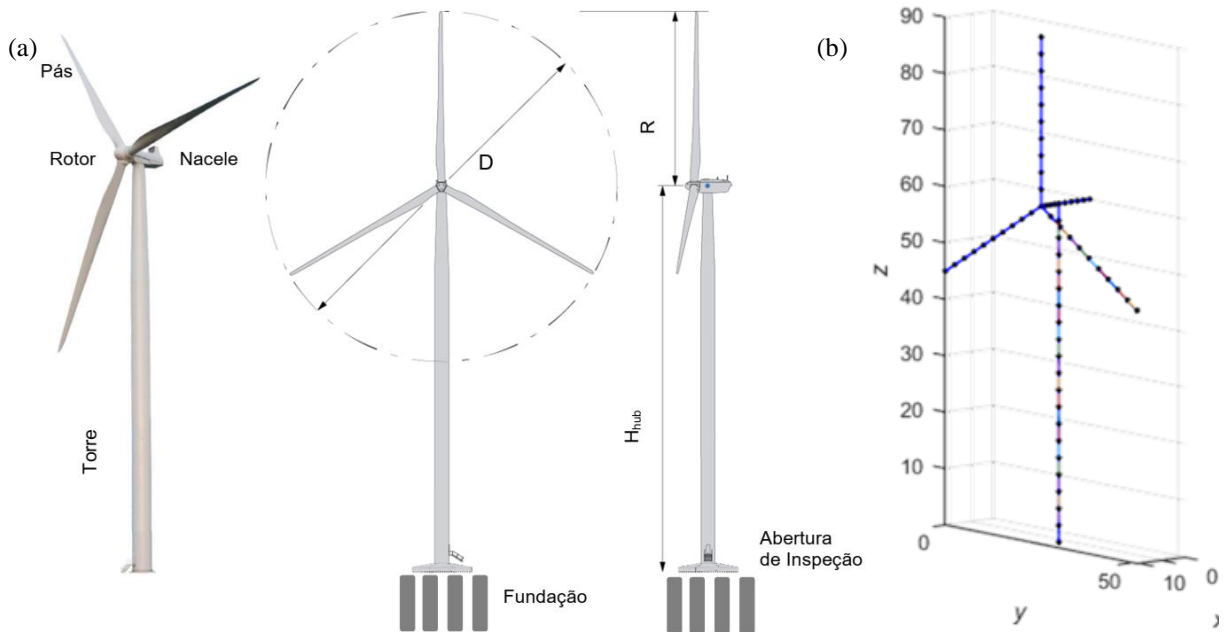 (a)
Pás
Rotor
Nacele
Torre
D
Fundação
R
H_hub
Abertura
de Inspeção
(b)
90
80
70
60
50
40
30
20
10
0
z
y
50
10
0
x